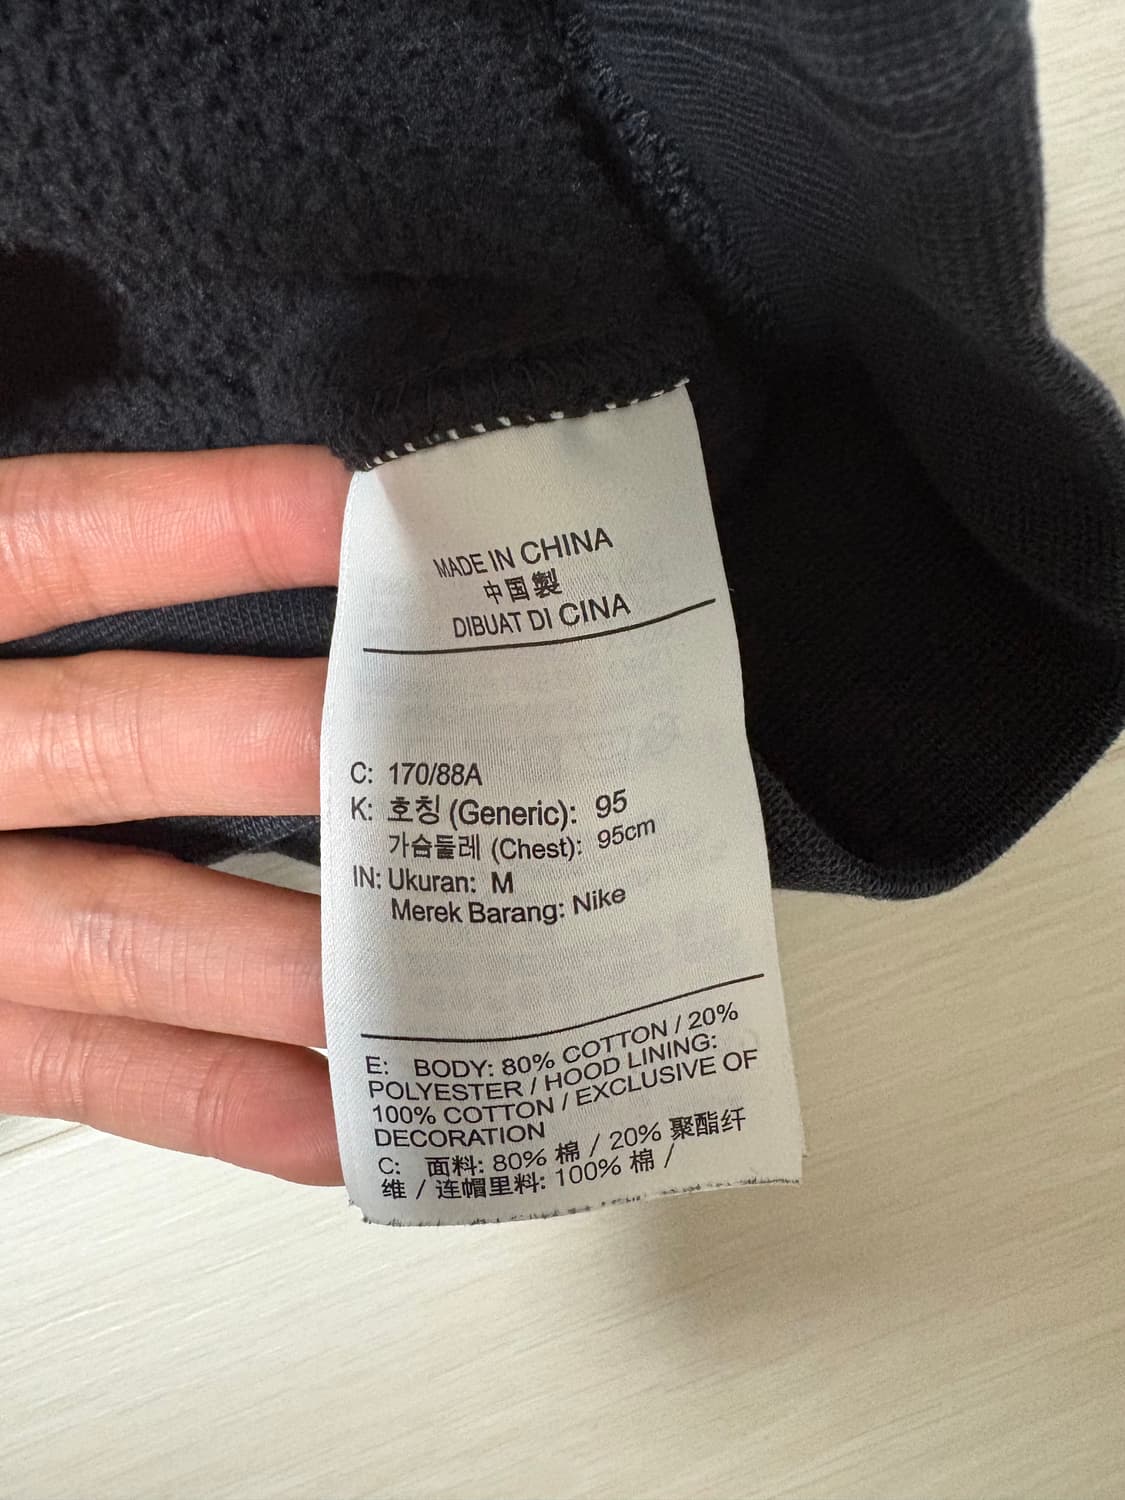 MADE IN CHINA
中国製
DIBUAT DI CINA
C: 170/88A
K: 호칭 (Generic): 95
가슴둘레 (Chest): 95cm
IN: Ukuran: M
Merek Barang: Nike
E: BODY: 80% COTTON / 20%
POLYESTER / HOOD LINING:
100% COTTON / EXCLUSIVE OF
DECORATION
C: 面料: 80% 棉 / 20% 聚酯纤
维 / 连帽里料: 100% 棉 /